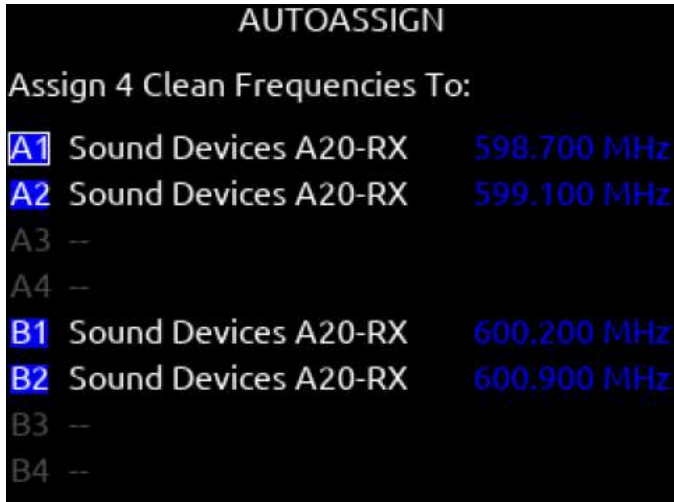 AUTOASSIGN
Assign 4 Clean Frequencies To:
A1 Sound Devices A20-RX 598.700 MHz
A2 Sound Devices A20-RX 599.100 MHz
A3 --
A4 --
B1 Sound Devices A20-RX 600.200 MHz
B2 Sound Devices A20-RX 600.900 MHz
B3 --
B4 --